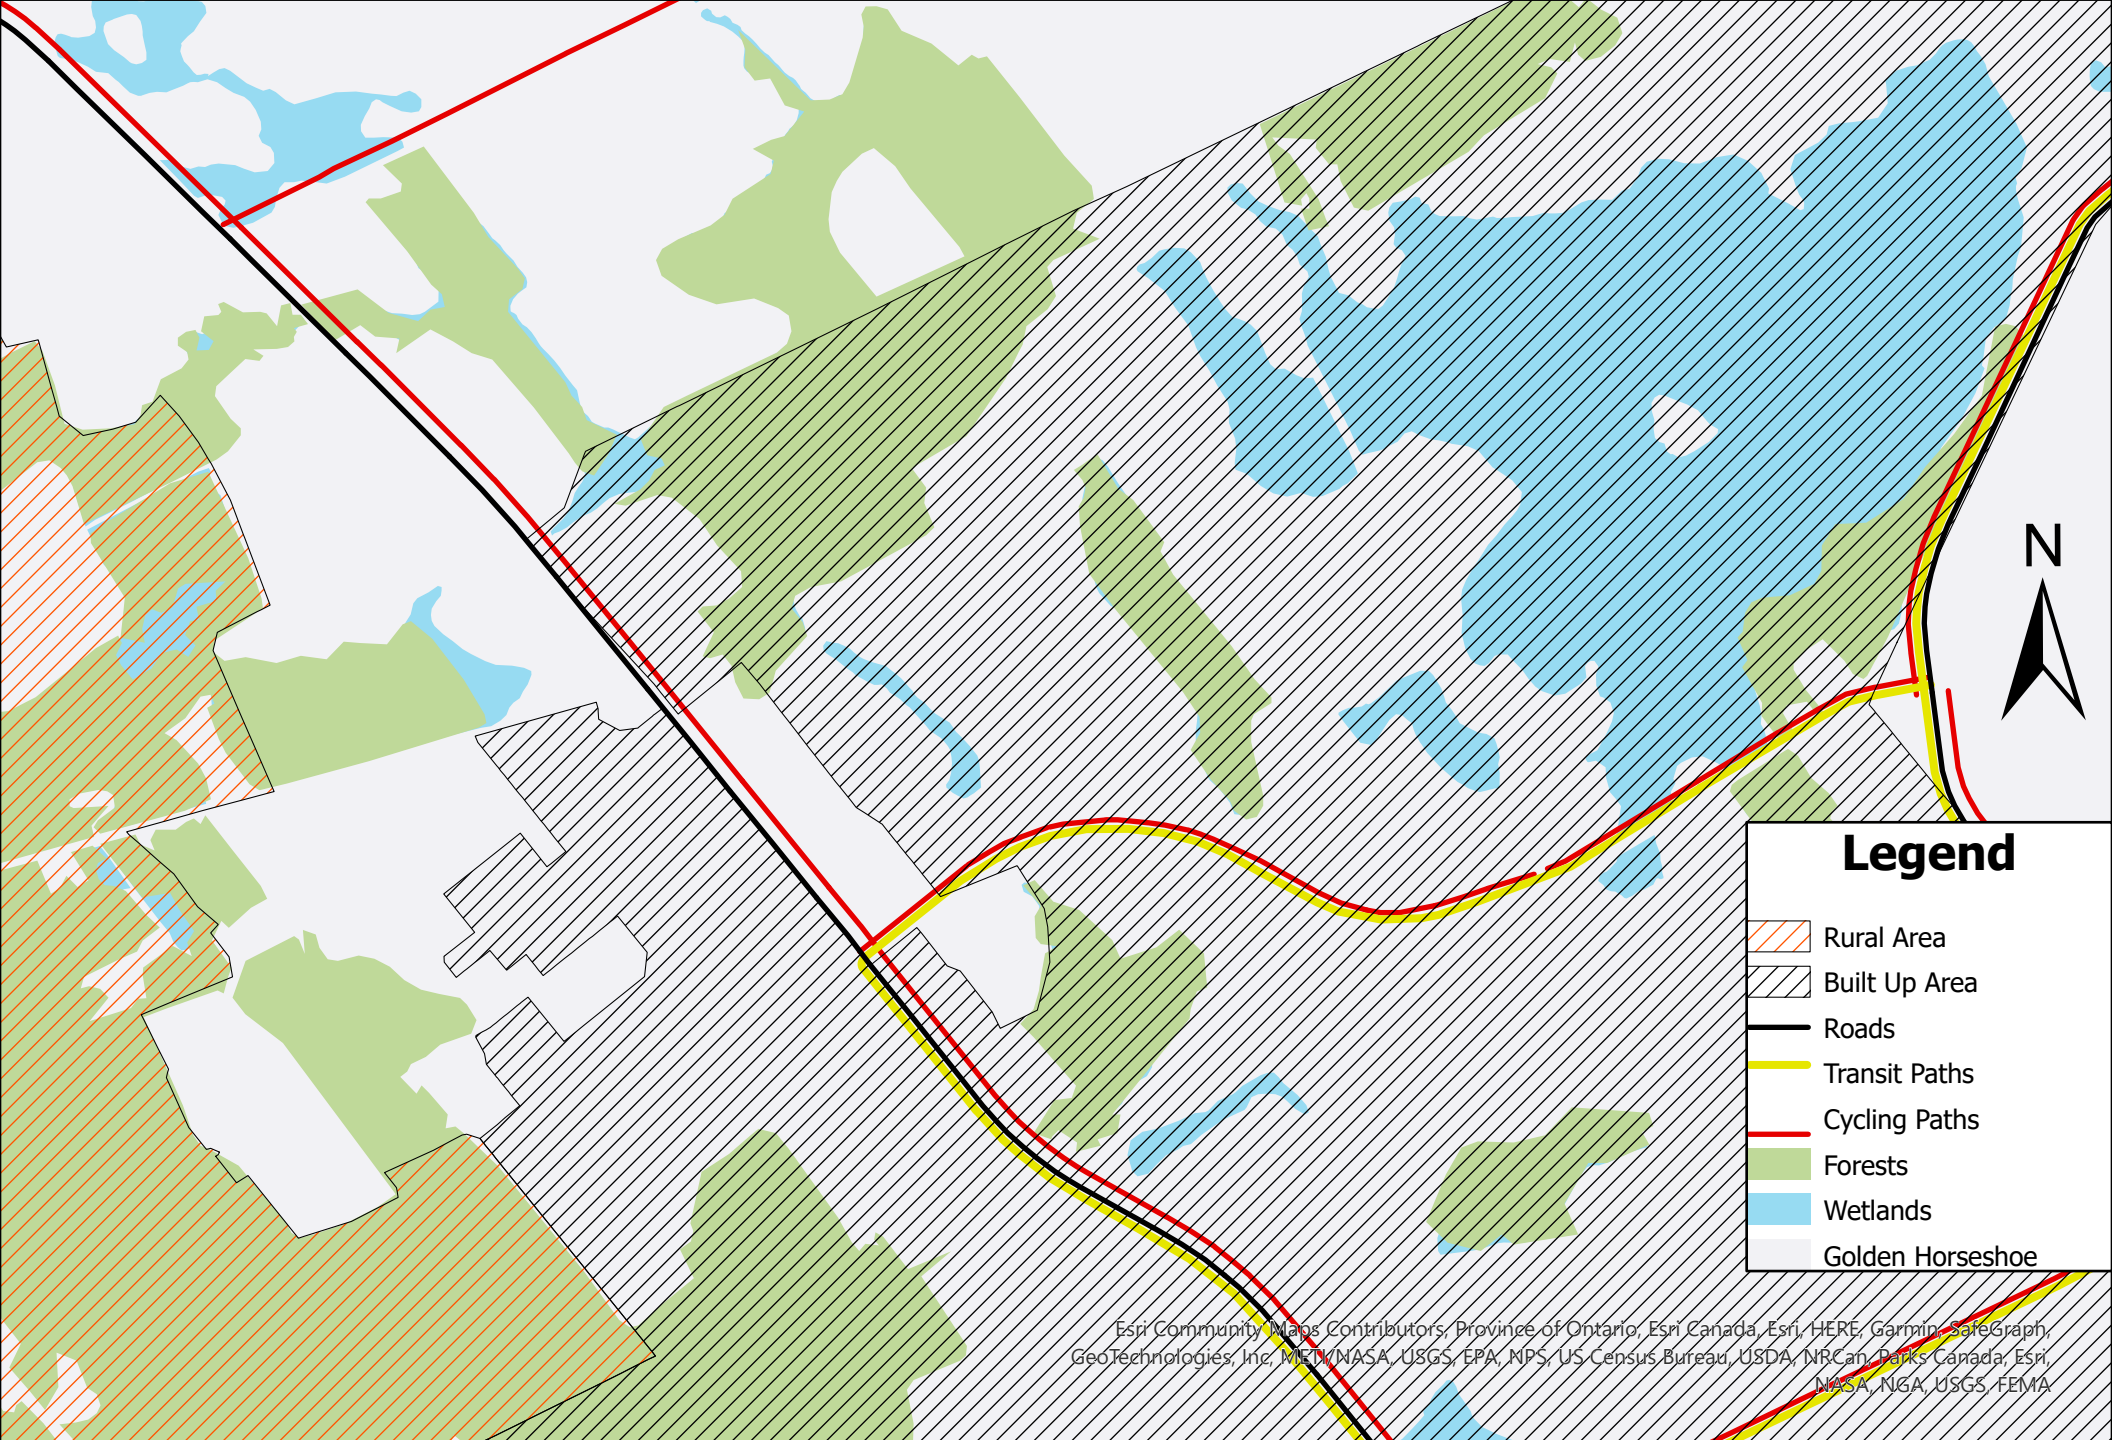 N
Legend
Rural Area
Built Up Area
Roads
Transit Paths
Cycling Paths
Forests
Wetlands
Golden Horseshoe
Esri Community Maps Contributors, Province of Ontario, Esri Canada, Esri, HERE, Garmin, SafeGraph,
GeoTechnologies, Inc, METI/NASA, USGS, EPA, NPS, US Census Bureau, USDA, NRCan, Parks Canada, Esri,
NASA, NGA, USGS, FEMA